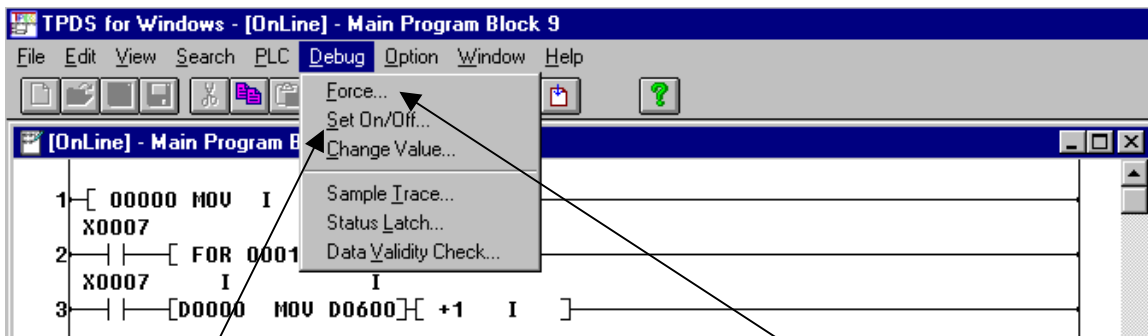 TPDS for Windows - [OnLine] - Main Program Block 9
File Edit View Search PLC Debug Option Window Help
Force...
Set On/Off...
Change Value...
Sample Trace...
Status Latch...
Data Validity Check...
[OnLine] - Main Program B
1 [ 00000 MOV I
X0007
2 [ FOR 0001
X0007 I I
3 [D0000 MOV D0600][ +1 I ]